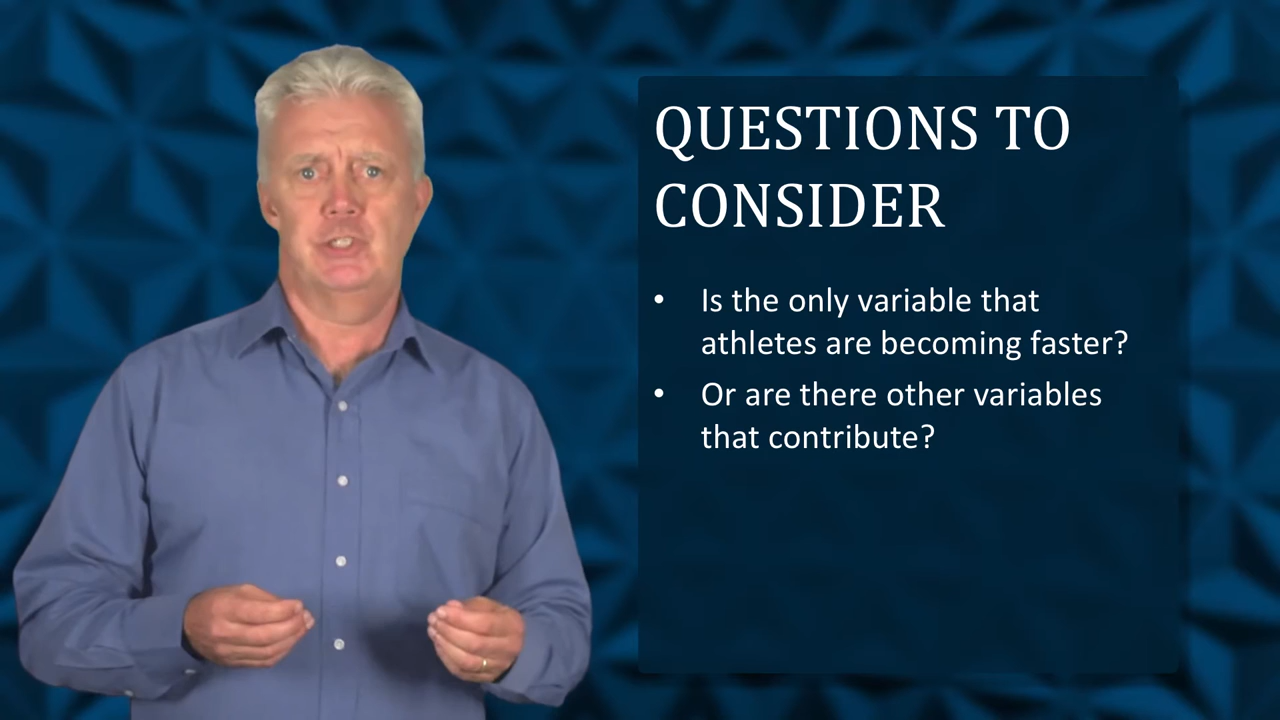 QUESTIONS TO
CONSIDER
• Is the only variable that
athletes are becoming faster?
• Or are there other variables
that contribute?